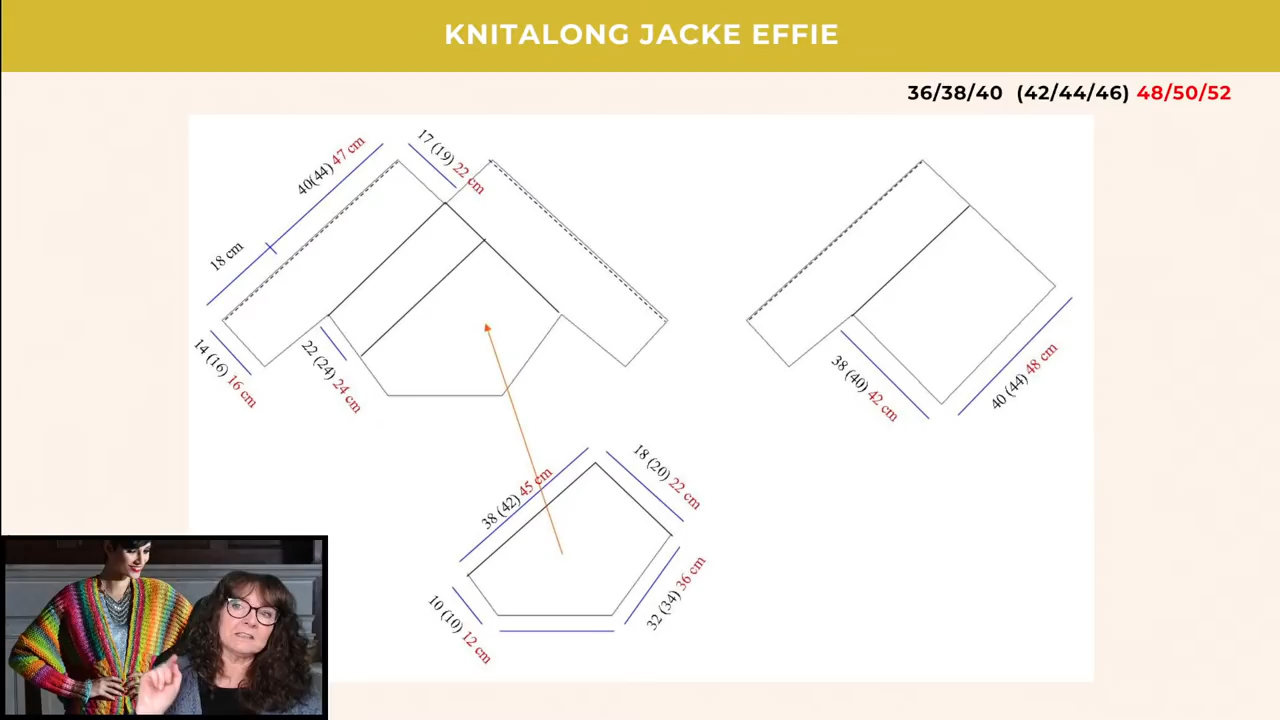 KNITALONG JACKE EFFIE
36/38/40 (42/44/46) 48/50/52
17 (19) 22 cm
40(44) 47 cm
18 cm
14 (16) 16 cm
22 (24) 24 cm
38 (40) 42 cm
40 (44) 48 cm
18 (20) 22 cm
38 (42) 45 cm
10 (10) 12 cm
32 (34) 36 cm